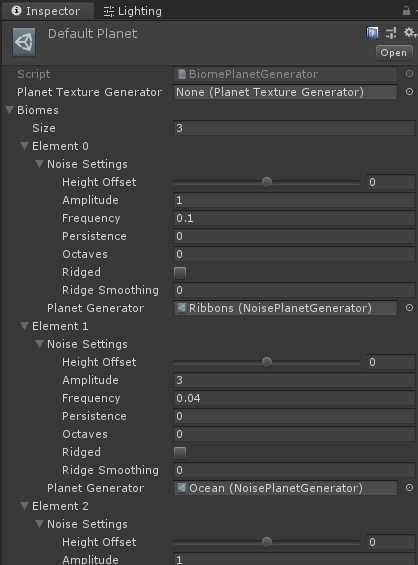 Inspector Lighting
Default Planet
Open
Script BiomePlanetGenerator
Planet Texture Generator None (Planet Texture Generator)
Biomes
Size 3
Element 0
Noise Settings
Height Offset 0
Amplitude 1
Frequency 0.1
Persistence 0
Octaves 0
Ridged
Ridge Smoothing 0
Planet Generator Ribbons (NoisePlanetGenerator)
Element 1
Noise Settings
Height Offset 0
Amplitude 3
Frequency 0.04
Persistence 0
Octaves 0
Ridged
Ridge Smoothing 0
Planet Generator Ocean (NoisePlanetGenerator)
Element 2
Noise Settings
Height Offset 0
Amplitude 1